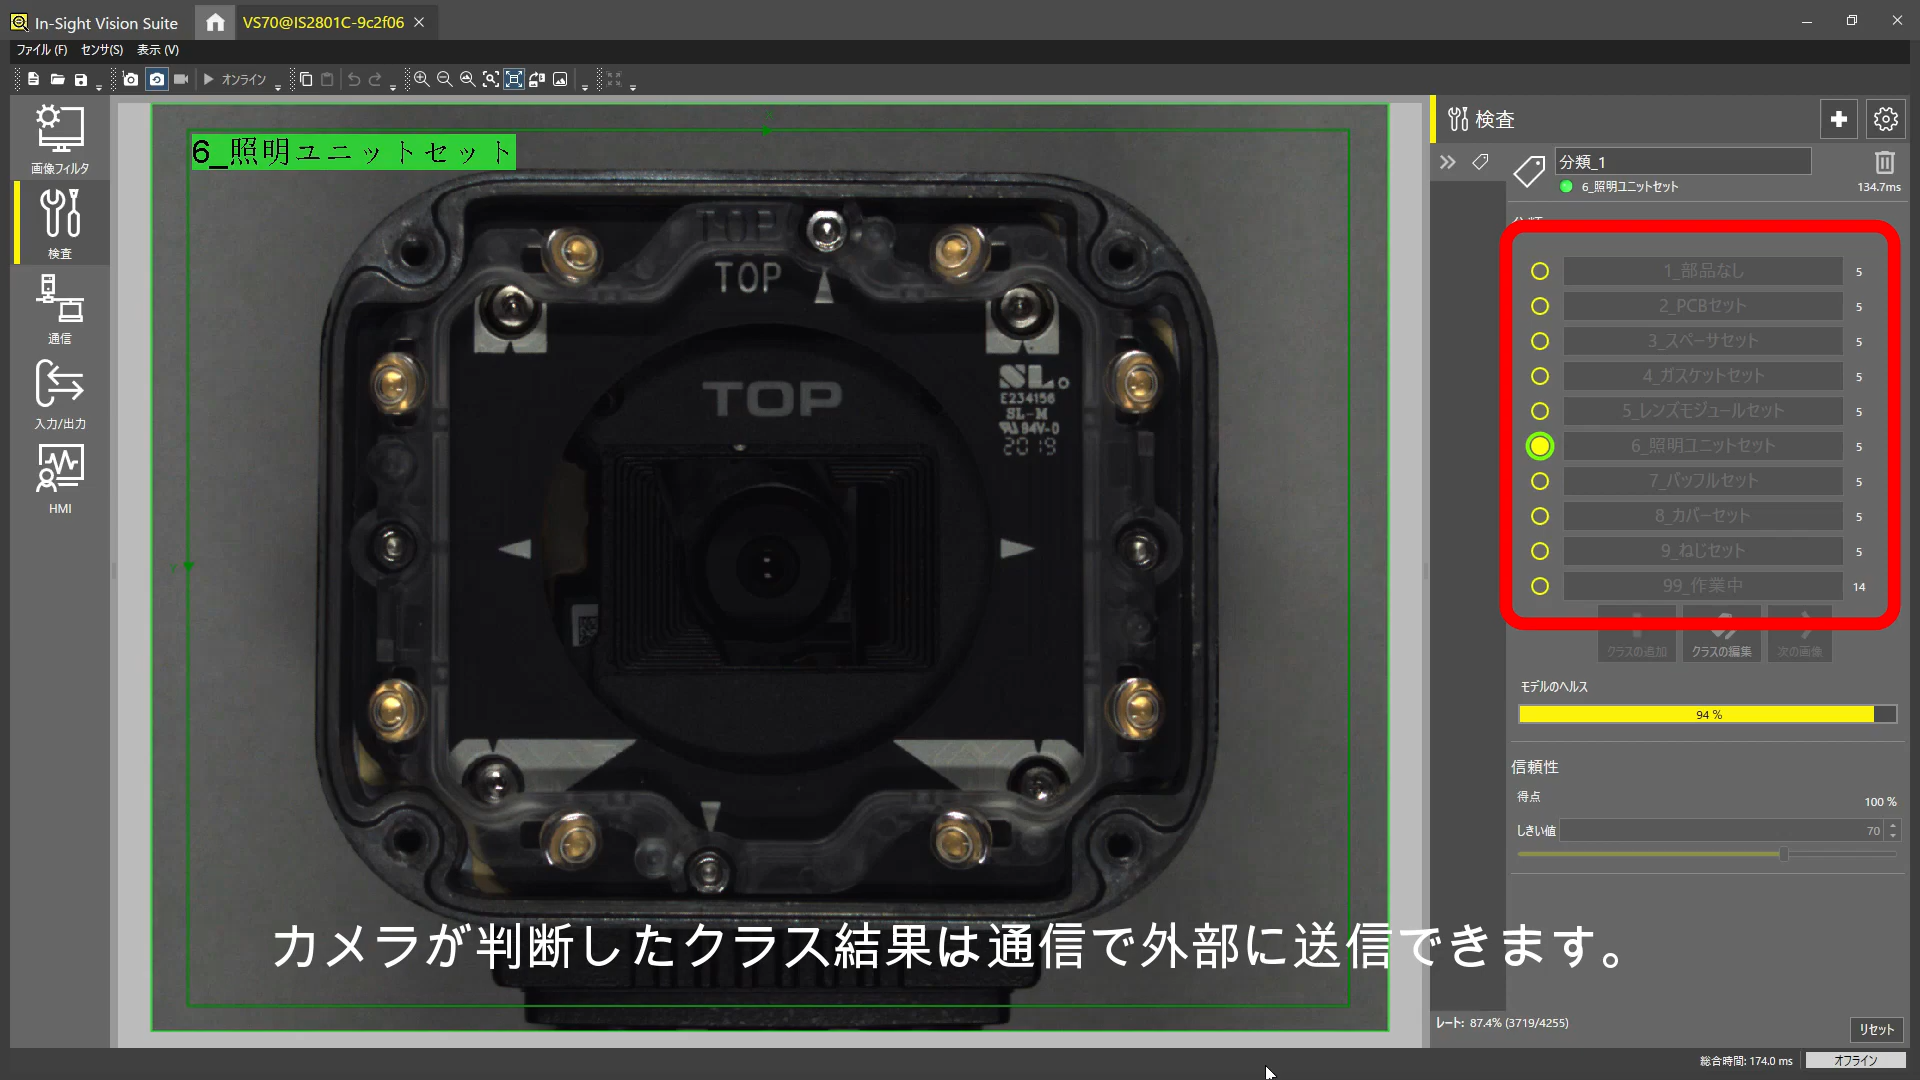 In-Sight Vision Suite
VS70@IS2801C-9c2f06
ファイル (F) センサ(S) 表示 (V)
オンライン
画像フィルタ
検査
通信
入力/出力
HMI
6_照明ユニットセット
TOP
TOP
TOP
SL
E234156
SL-M
94V-0
2019
カメラが判断したクラス結果は通信で外部に送信できます。
検査
分類_1
6_照明ユニットセット
134.7ms
1_部品なし 5
2_PCBセット 5
3_スペーサセット 5
4_ガスケットセット 5
5_レンズモジュールセット 5
6_照明ユニットセット 5
7_バッフルセット 5
8_カバーセット 5
9_ねじセット 5
99_作業中 14
クラスの追加 クラスの編集 次の画像
モデルのヘルス
94 %
信頼性
得点 100 %
しきい値 70
レート: 87.4% (3719/4255)
リセット
総合時間: 174.0 ms オフライン